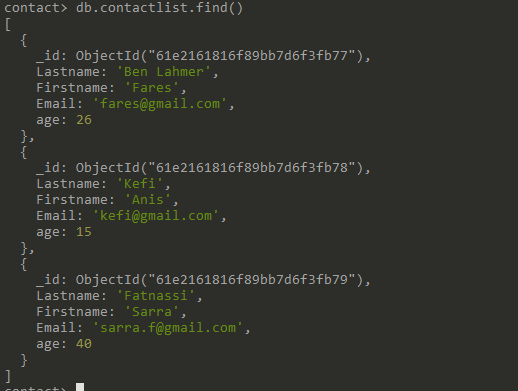 contact> db.contactlist.find()
[
  {
    _id: ObjectId("61e2161816f89bb7d6f3fb77"),
    Lastname: 'Ben Lahmer',
    Firstname: 'Fares',
    Email: 'fares@gmail.com',
    age: 26
  },
  {
    _id: ObjectId("61e2161816f89bb7d6f3fb78"),
    Lastname: 'Kefi',
    Firstname: 'Anis',
    Email: 'kefi@gmail.com',
    age: 15
  },
  {
    _id: ObjectId("61e2161816f89bb7d6f3fb79"),
    Lastname: 'Fatnassi',
    Firstname: 'Sarra',
    Email: 'sarra.f@gmail.com',
    age: 40
  }
]
contact>